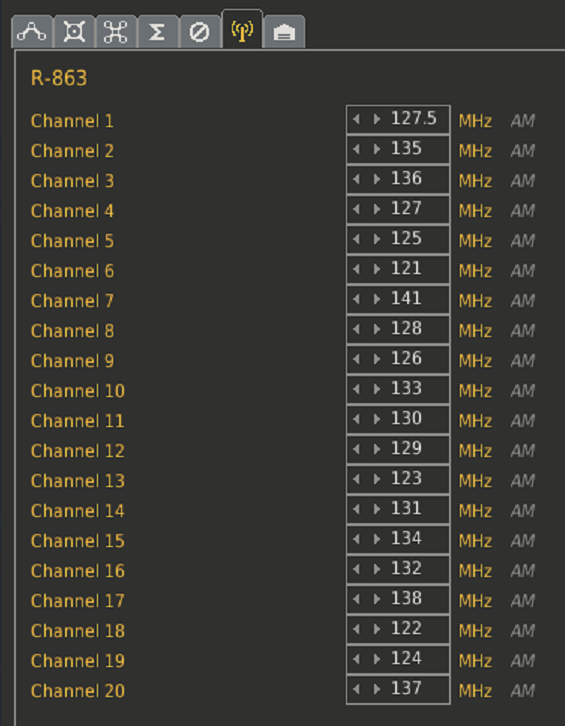 R-863
Channel 1 127.5 MHz AM
Channel 2 135 MHz AM
Channel 3 136 MHz AM
Channel 4 127 MHz AM
Channel 5 125 MHz AM
Channel 6 121 MHz AM
Channel 7 141 MHz AM
Channel 8 128 MHz AM
Channel 9 126 MHz AM
Channel 10 133 MHz AM
Channel 11 130 MHz AM
Channel 12 129 MHz AM
Channel 13 123 MHz AM
Channel 14 131 MHz AM
Channel 15 134 MHz AM
Channel 16 132 MHz AM
Channel 17 138 MHz AM
Channel 18 122 MHz AM
Channel 19 124 MHz AM
Channel 20 137 MHz AM